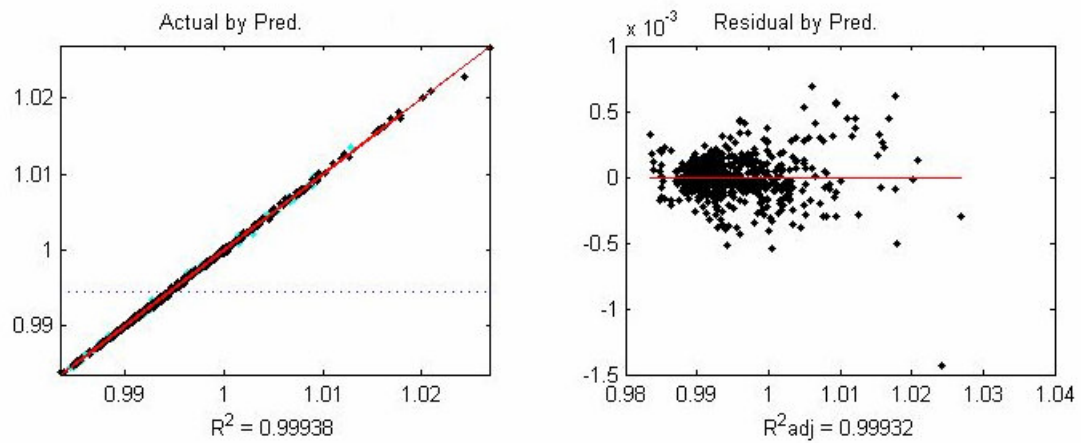 Actual by Pred.
1.02
1.01
1
0.99
0.99 1 1.01 1.02
R² = 0.99938
x 10⁻³ Residual by Pred.
1
0.5
0
-0.5
-1
-1.5
0.98 0.99 1 1.01 1.02 1.03 1.04
R²adj = 0.99932